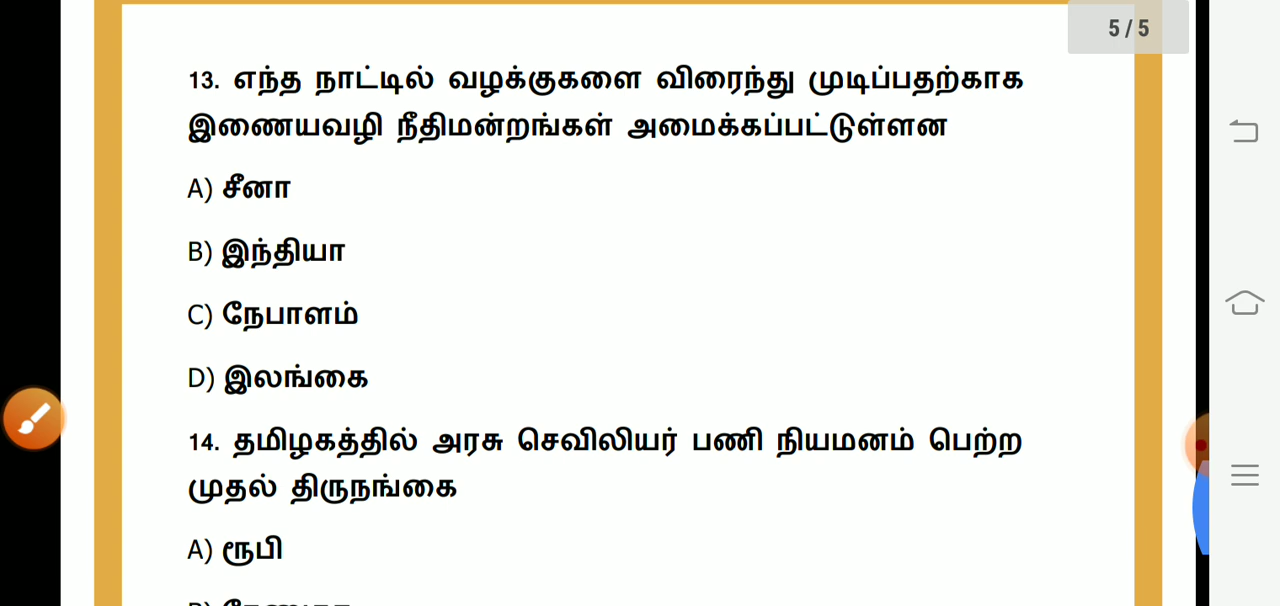 5 / 5
13. எந்த நாட்டில் வழக்குகளை விரைந்து முடிப்பதற்காக
இணையவழி நீதிமன்றங்கள் அமைக்கப்பட்டுள்ளன
A) சீனா
B) இந்தியா
C) நேபாளம்
D) இலங்கை
14. தமிழகத்தில் அரசு செவிலியர் பணி நியமனம் பெற்ற
முதல் திருநங்கை
A) ரூபி